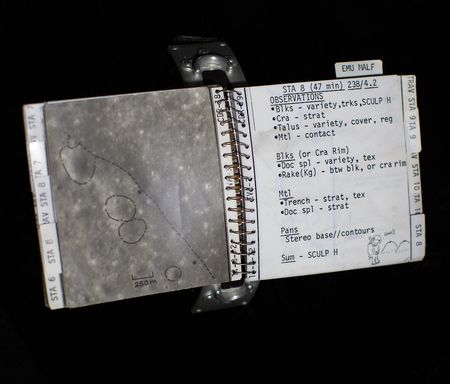 EMU MALF
STA 8 (47 min) 238/4.2
OBSERVATIONS
•Blks - variety,trks,SCULP H
•Cra - strat
•Talus - variety, cover, reg
•Mtl - contact
Blks (or Cra Rim)
•Doc spl - variety, tex
•Rake(Kg) - btw blk, or cra rim
Mtl
•Trench - strat, tex
•Doc spl - strat
Pans
Stereo base//contours
Sum - SCULP H
250m
STA 6
STA 8
TRAV STA 9
STA 9
STA 10
STA 8